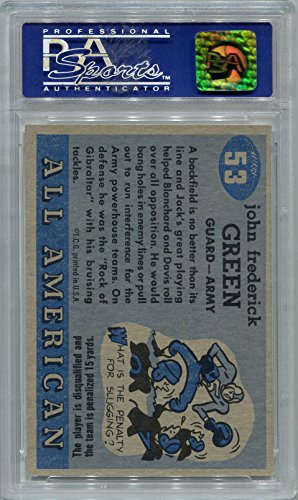 PROFESSIONAL
PSA
Sports
AUTHENTICATOR
PSA
53
john frederick
GREEN
GUARD—ARMY
A backfield is no better than its
line and Jack's great playing
helped Blanchard and Davis roll
over all opposition. He would
bang holes in enemy lines or pull
out to run interference for the
Army powerhouse teams. On
defense he was the "Rock of
Gibraltar" with his bruising
tackles.
©T.C.G. printed in U.S.A.
ALL AMERICAN
WHAT IS THE PENALTY
FOR SLUGGING?
The player is disqualified and
the team is penalized 15 yards.